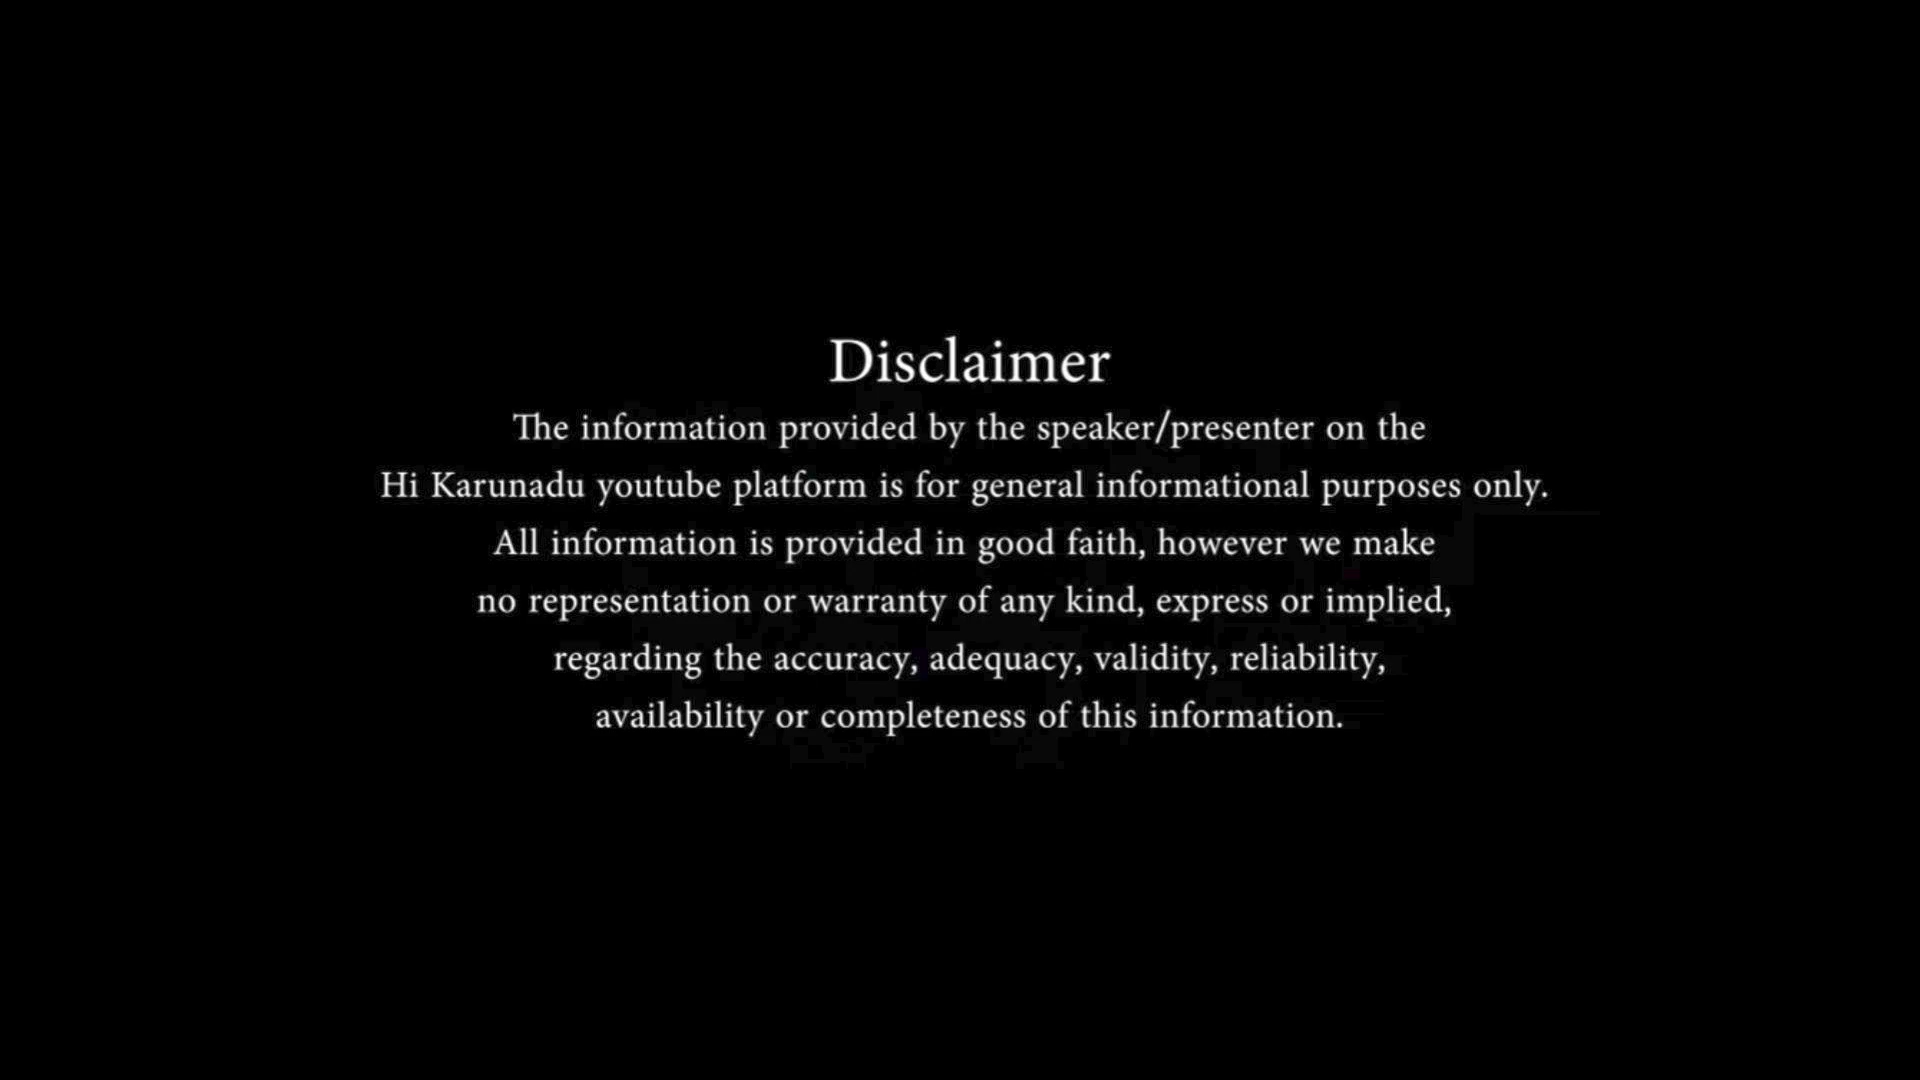 Disclaimer
The information provided by the speaker/presenter on the
Hi Karunadu youtube platform is for general informational purposes only.
All information is provided in good faith, however we make
no representation or warranty of any kind, express or implied,
regarding the accuracy, adequacy, validity, reliability,
availability or completeness of this information.